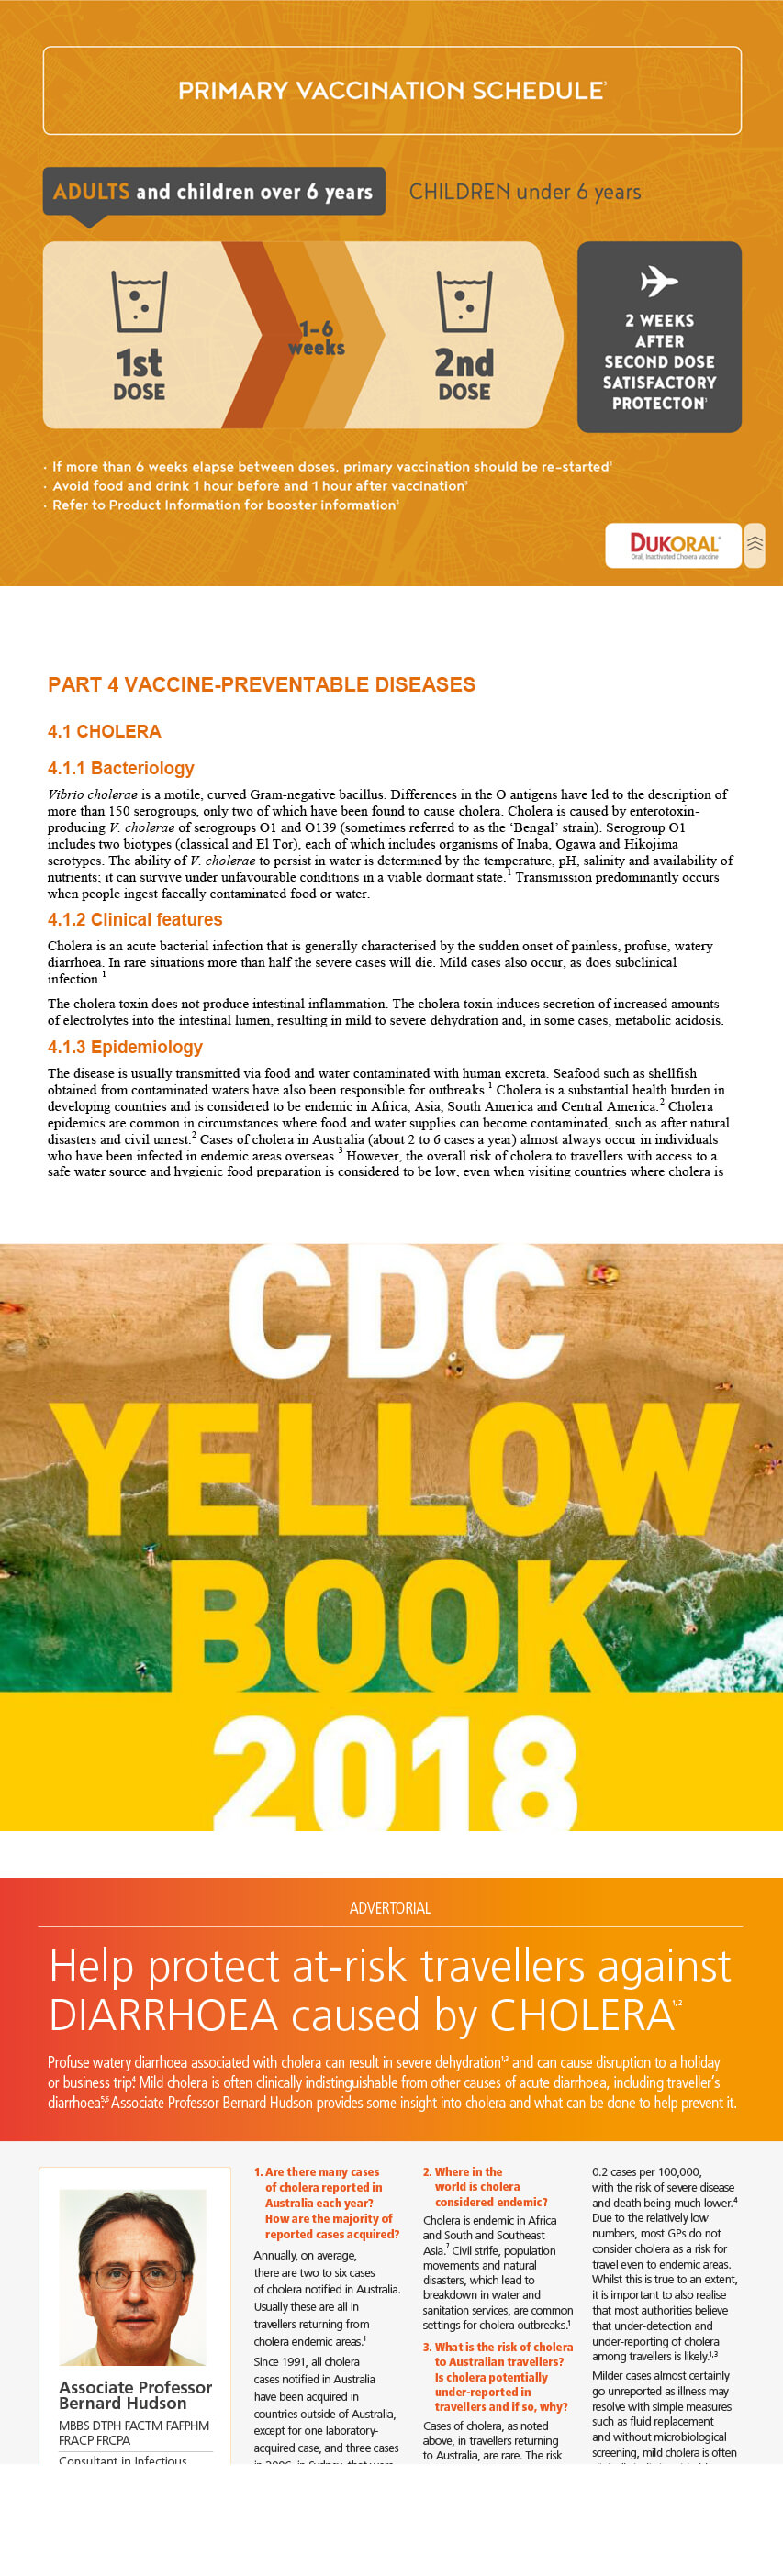 PRIMARY VACCINATION SCHEDULE³
ADULTS and children over 6 years
CHILDREN under 6 years
1st
DOSE
1-6
weeks
2nd
DOSE
2 WEEKS
AFTER
SECOND DOSE
SATISFACTORY
PROTECTON³
· If more than 6 weeks elapse between doses, primary vaccination should be re-started³
· Avoid food and drink 1 hour before and 1 hour after vaccination³
· Refer to Product Information for booster information³
DUKORAL
Oral, Inactivated Cholera vaccine
PART 4 VACCINE-PREVENTABLE DISEASES
4.1 CHOLERA
4.1.1 Bacteriology
Vibrio cholerae is a motile, curved Gram-negative bacillus. Differences in the O antigens have led to the description of
more than 150 serogroups, only two of which have been found to cause cholera. Cholera is caused by enterotoxin-
producing V. cholerae of serogroups O1 and O139 (sometimes referred to as the ‘Bengal’ strain). Serogroup O1
includes two biotypes (classical and El Tor), each of which includes organisms of Inaba, Ogawa and Hikojima
serotypes. The ability of V. cholerae to persist in water is determined by the temperature, pH, salinity and availability of
nutrients; it can survive under unfavourable conditions in a viable dormant state.¹ Transmission predominantly occurs
when people ingest faecally contaminated food or water.
4.1.2 Clinical features
Cholera is an acute bacterial infection that is generally characterised by the sudden onset of painless, profuse, watery
diarrhoea. In rare situations more than half the severe cases will die. Mild cases also occur, as does subclinical
infection.¹
The cholera toxin does not produce intestinal inflammation. The cholera toxin induces secretion of increased amounts
of electrolytes into the intestinal lumen, resulting in mild to severe dehydration and, in some cases, metabolic acidosis.
4.1.3 Epidemiology
The disease is usually transmitted via food and water contaminated with human excreta. Seafood such as shellfish
obtained from contaminated waters have also been responsible for outbreaks.¹ Cholera is a substantial health burden in
developing countries and is considered to be endemic in Africa, Asia, South America and Central America.² Cholera
epidemics are common in circumstances where food and water supplies can become contaminated, such as after natural
disasters and civil unrest.² Cases of cholera in Australia (about 2 to 6 cases a year) almost always occur in individuals
who have been infected in endemic areas overseas.³ However, the overall risk of cholera to travellers with access to a
safe water source and hygienic food preparation is considered to be low, even when visiting countries where cholera is
CDC
YELLOW
BOOK
2018
ADVERTORIAL
Help protect at-risk travellers against
DIARRHOEA caused by CHOLERA¹,²
Profuse watery diarrhoea associated with cholera can result in severe dehydration¹,³ and can cause disruption to a holiday
or business trip⁴. Mild cholera is often clinically indistinguishable from other causes of acute diarrhoea, including traveller’s
diarrhoea.⁵,⁶ Associate Professor Bernard Hudson provides some insight into cholera and what can be done to help prevent it.
Associate Professor
Bernard Hudson
MBBS DTPH FACTM FAFPHM
FRACP FRCPA
Consultant in Infectious
1. Are there many cases
of cholera reported in
Australia each year?
How are the majority of
reported cases acquired?
Annually, on average,
there are two to six cases
of cholera notified in Australia.
Usually these are all in
travellers returning from
cholera endemic areas.¹
Since 1991, all cholera
cases notified in Australia
have been acquired in
countries outside of Australia,
except for one laboratory-
acquired case, and three cases
in 2006, in Sydney, that were
2. Where in the
world is cholera
considered endemic?
Cholera is endemic in Africa
and South and Southeast
Asia.⁷ Civil strife, population
movements and natural
disasters, which lead to
breakdown in water and
sanitation services, are common
settings for cholera outbreaks.¹
3. What is the risk of cholera
to Australian travellers?
Is cholera potentially
under-reported in
travellers and if so, why?
Cases of cholera, as noted
above, in travellers returning
to Australia, are rare. The risk
0.2 cases per 100,000,
with the risk of severe disease
and death being much lower.⁴
Due to the relatively low
numbers, most GPs do not
consider cholera as a risk for
travel even to endemic areas.
Whilst this is true to an extent,
it is important to also realise
that most authorities believe
that under-detection and
under-reporting of cholera
among travellers is likely.¹,³
Milder cases almost certainly
go unreported as illness may
resolve with simple measures
such as fluid replacement
and without microbiological
screening, mild cholera is often